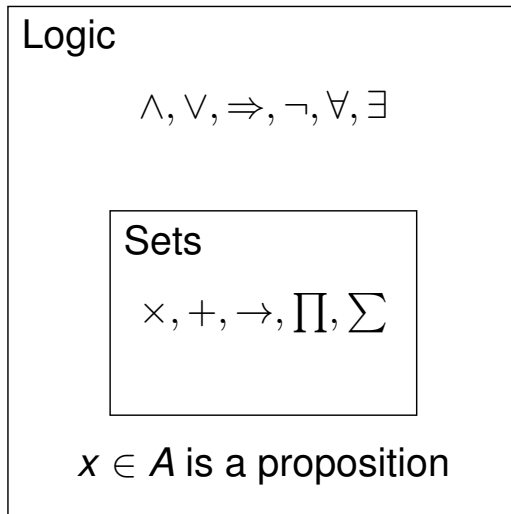 Logic
∧, ∨, ⇒, ¬, ∀, ∃
Sets
×, +, →, ∏, ∑
x ∈ A is a proposition